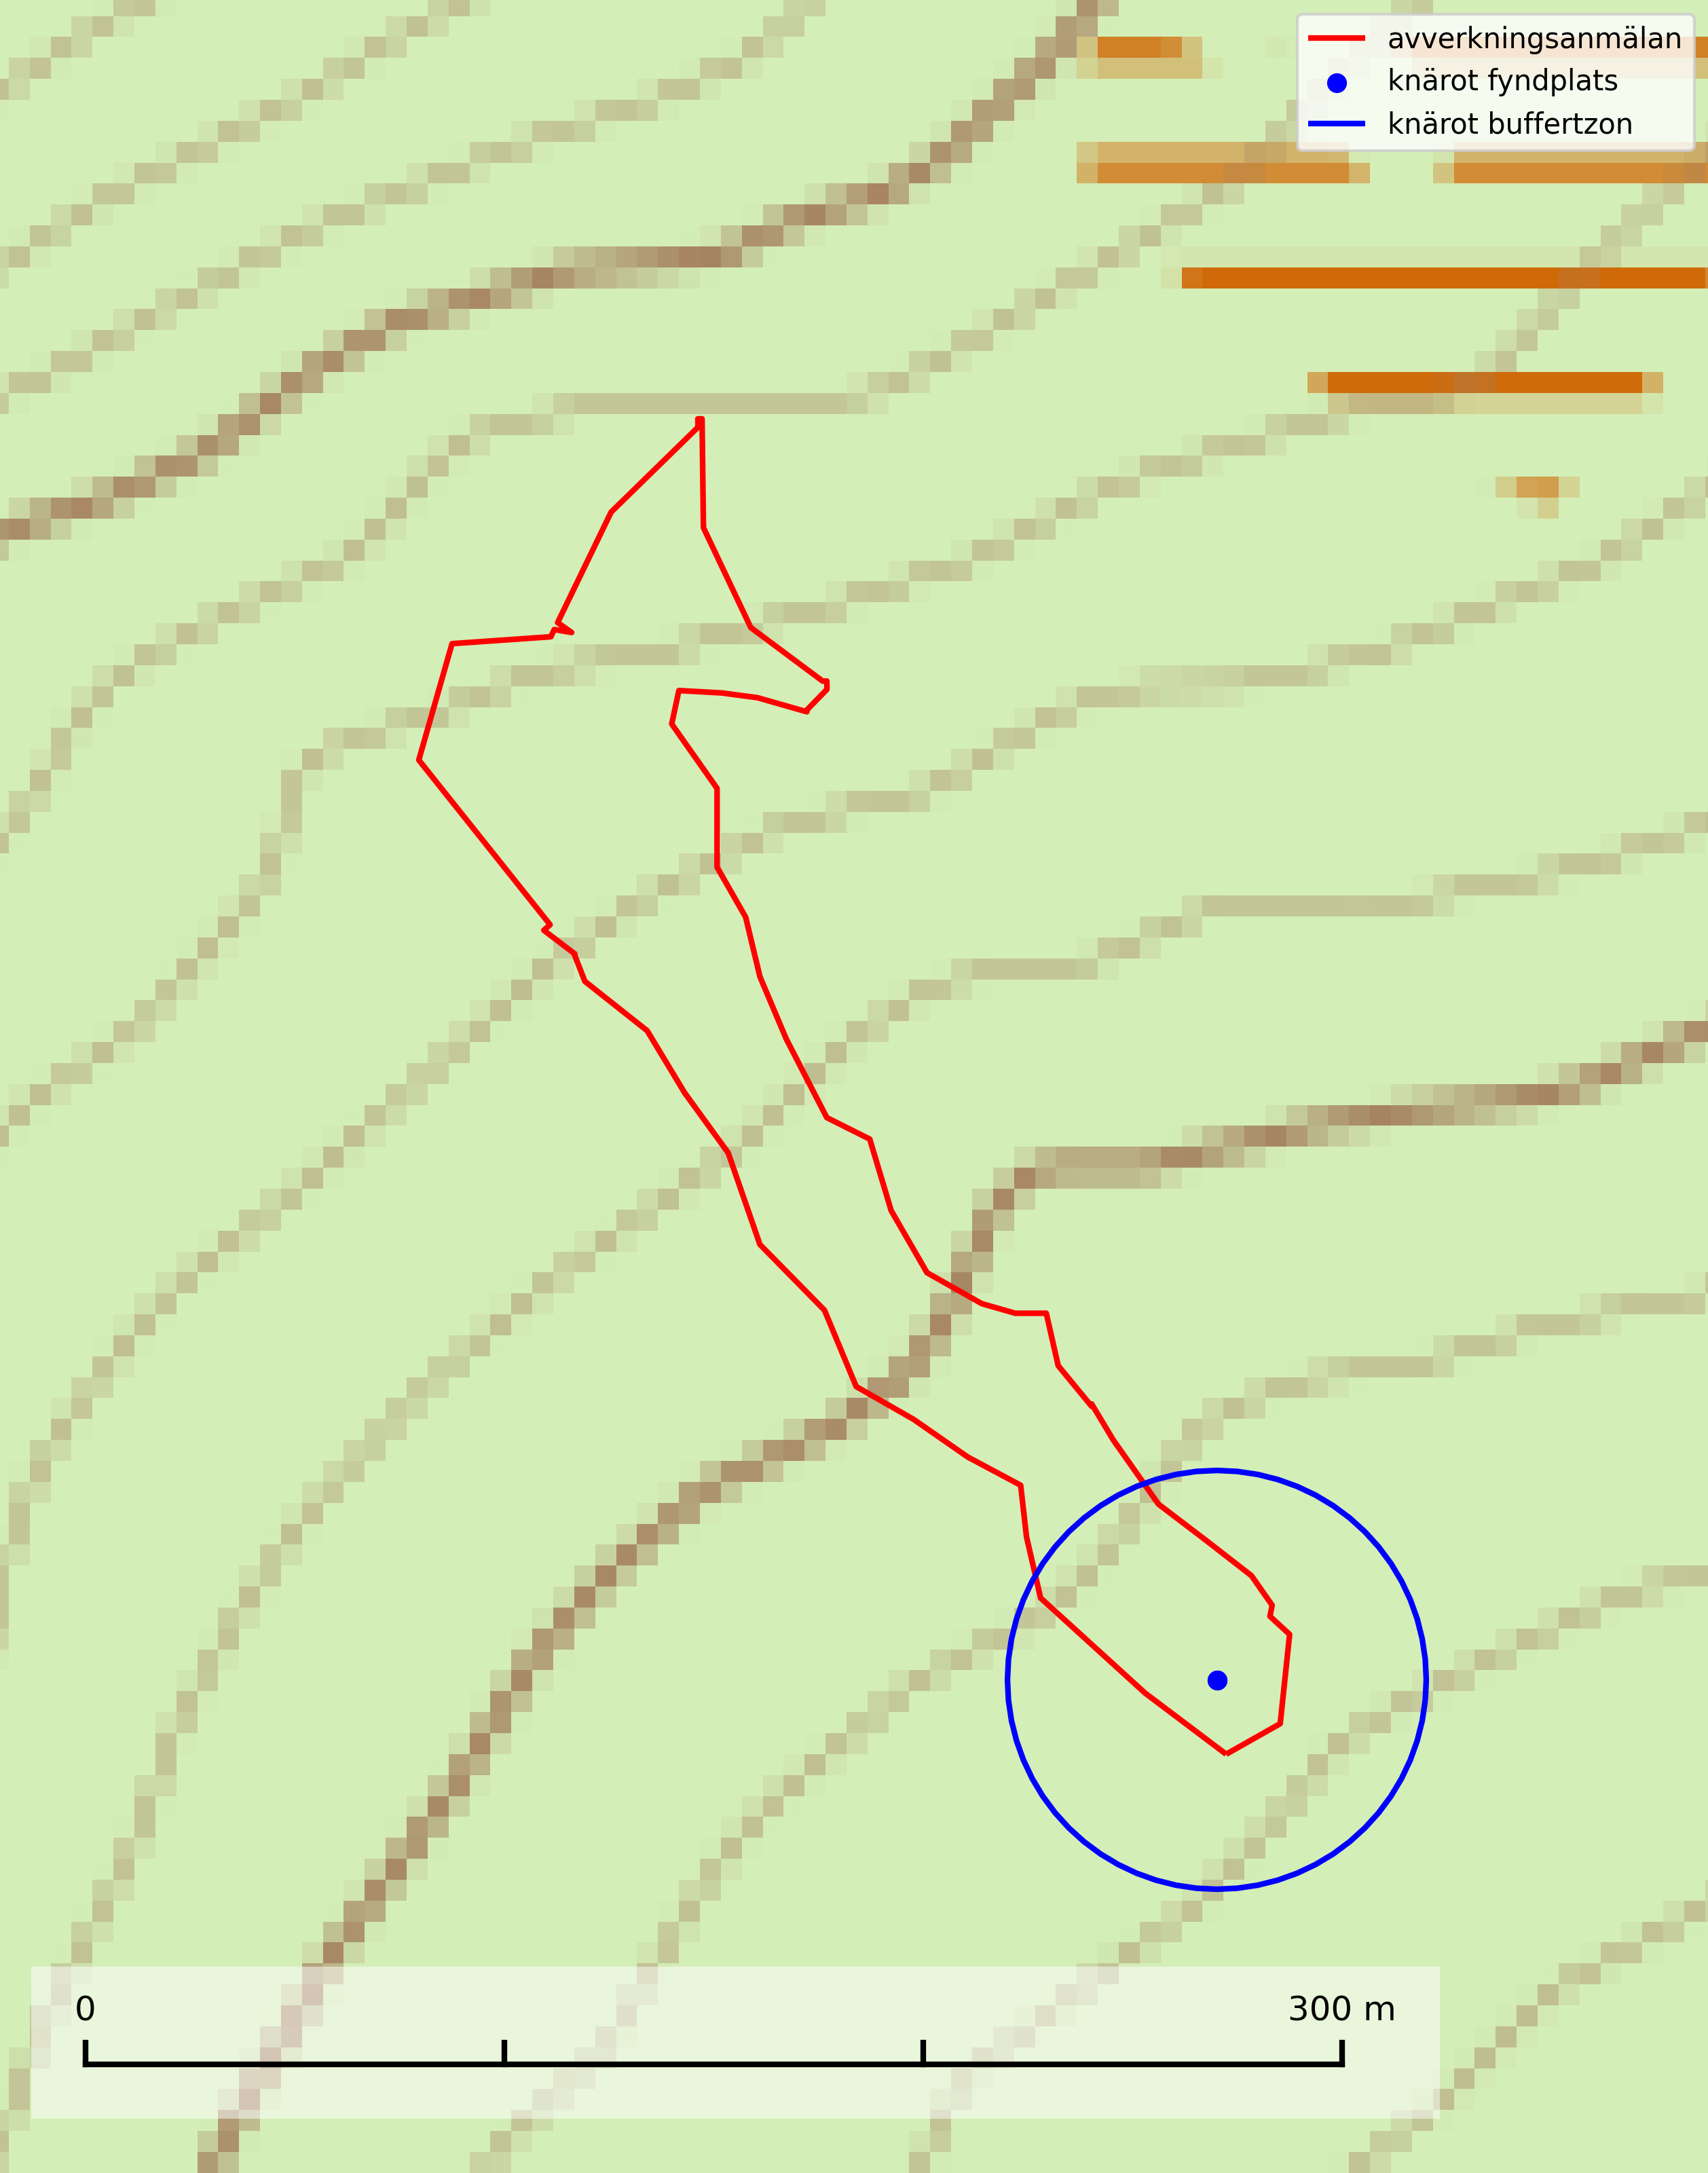 avverkningsanmälan
knärot fyndplats
knärot buffertzon
0
300 m